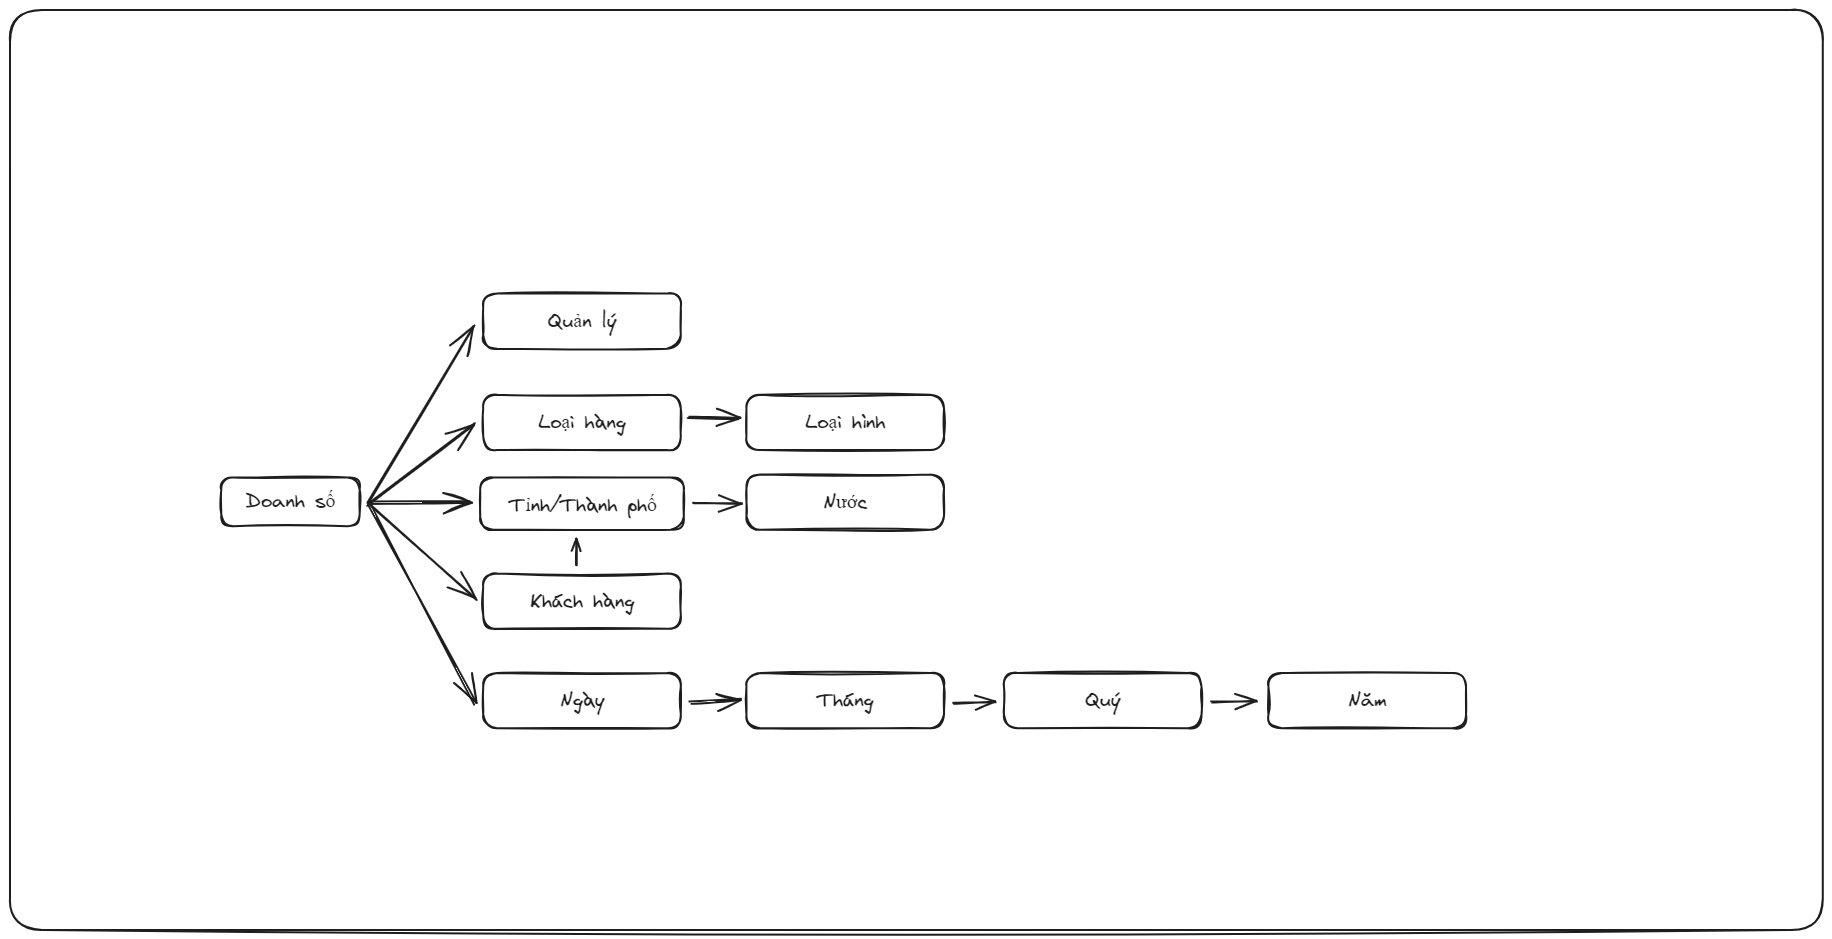 Quản lý
Loại hàng
Loại hình
Doanh số
Tỉnh/Thành phố
Nước
Khách hàng
Ngày
Tháng
Quý
Năm